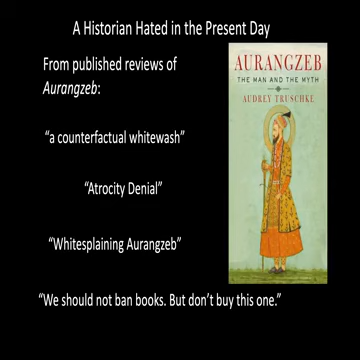 A Historian Hated in the Present Day
From published reviews of
Aurangzeb:
"a counterfactual whitewash"
"Atrocity Denial"
"Whitesplaining Aurangzeb"
"We should not ban books. But don't buy this one."
AURANGZEB
THE MAN AND THE MYTH
AUDREY TRUSCHKE